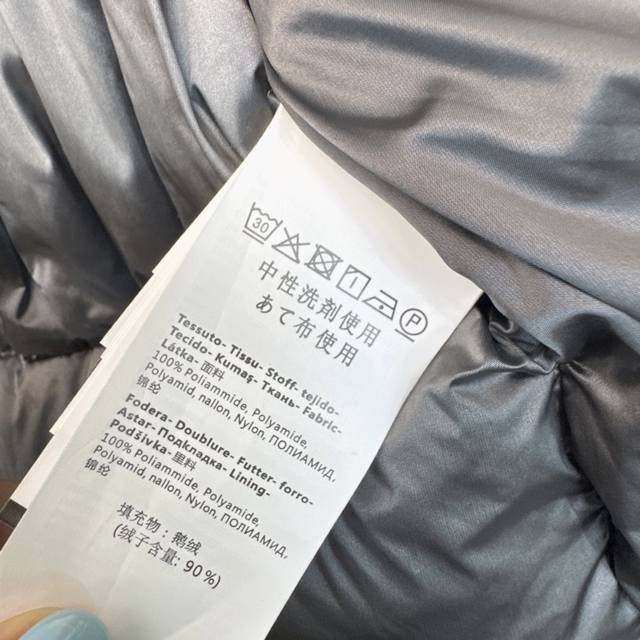 30
P
中性洗剤使用
あて布使用
Tessuto- Tissu- Stoff- tejido-
Tecido- Kumaş- Ткань- Fabric-
Látka- 面料
100% Poliammide, Polyamide,
Polyamid, nailon, Nylon, ПОЛИАМИД,
锦纶
Fodera- Doublure- Futter- forro-
Astar- Подкладка- Lining-
Podšívka- 里料
100% Poliammide, Polyamide,
Polyamid, nailon, Nylon, ПОЛИАМИД,
锦纶
填充物: 鹅绒
(绒子含量: 90%)